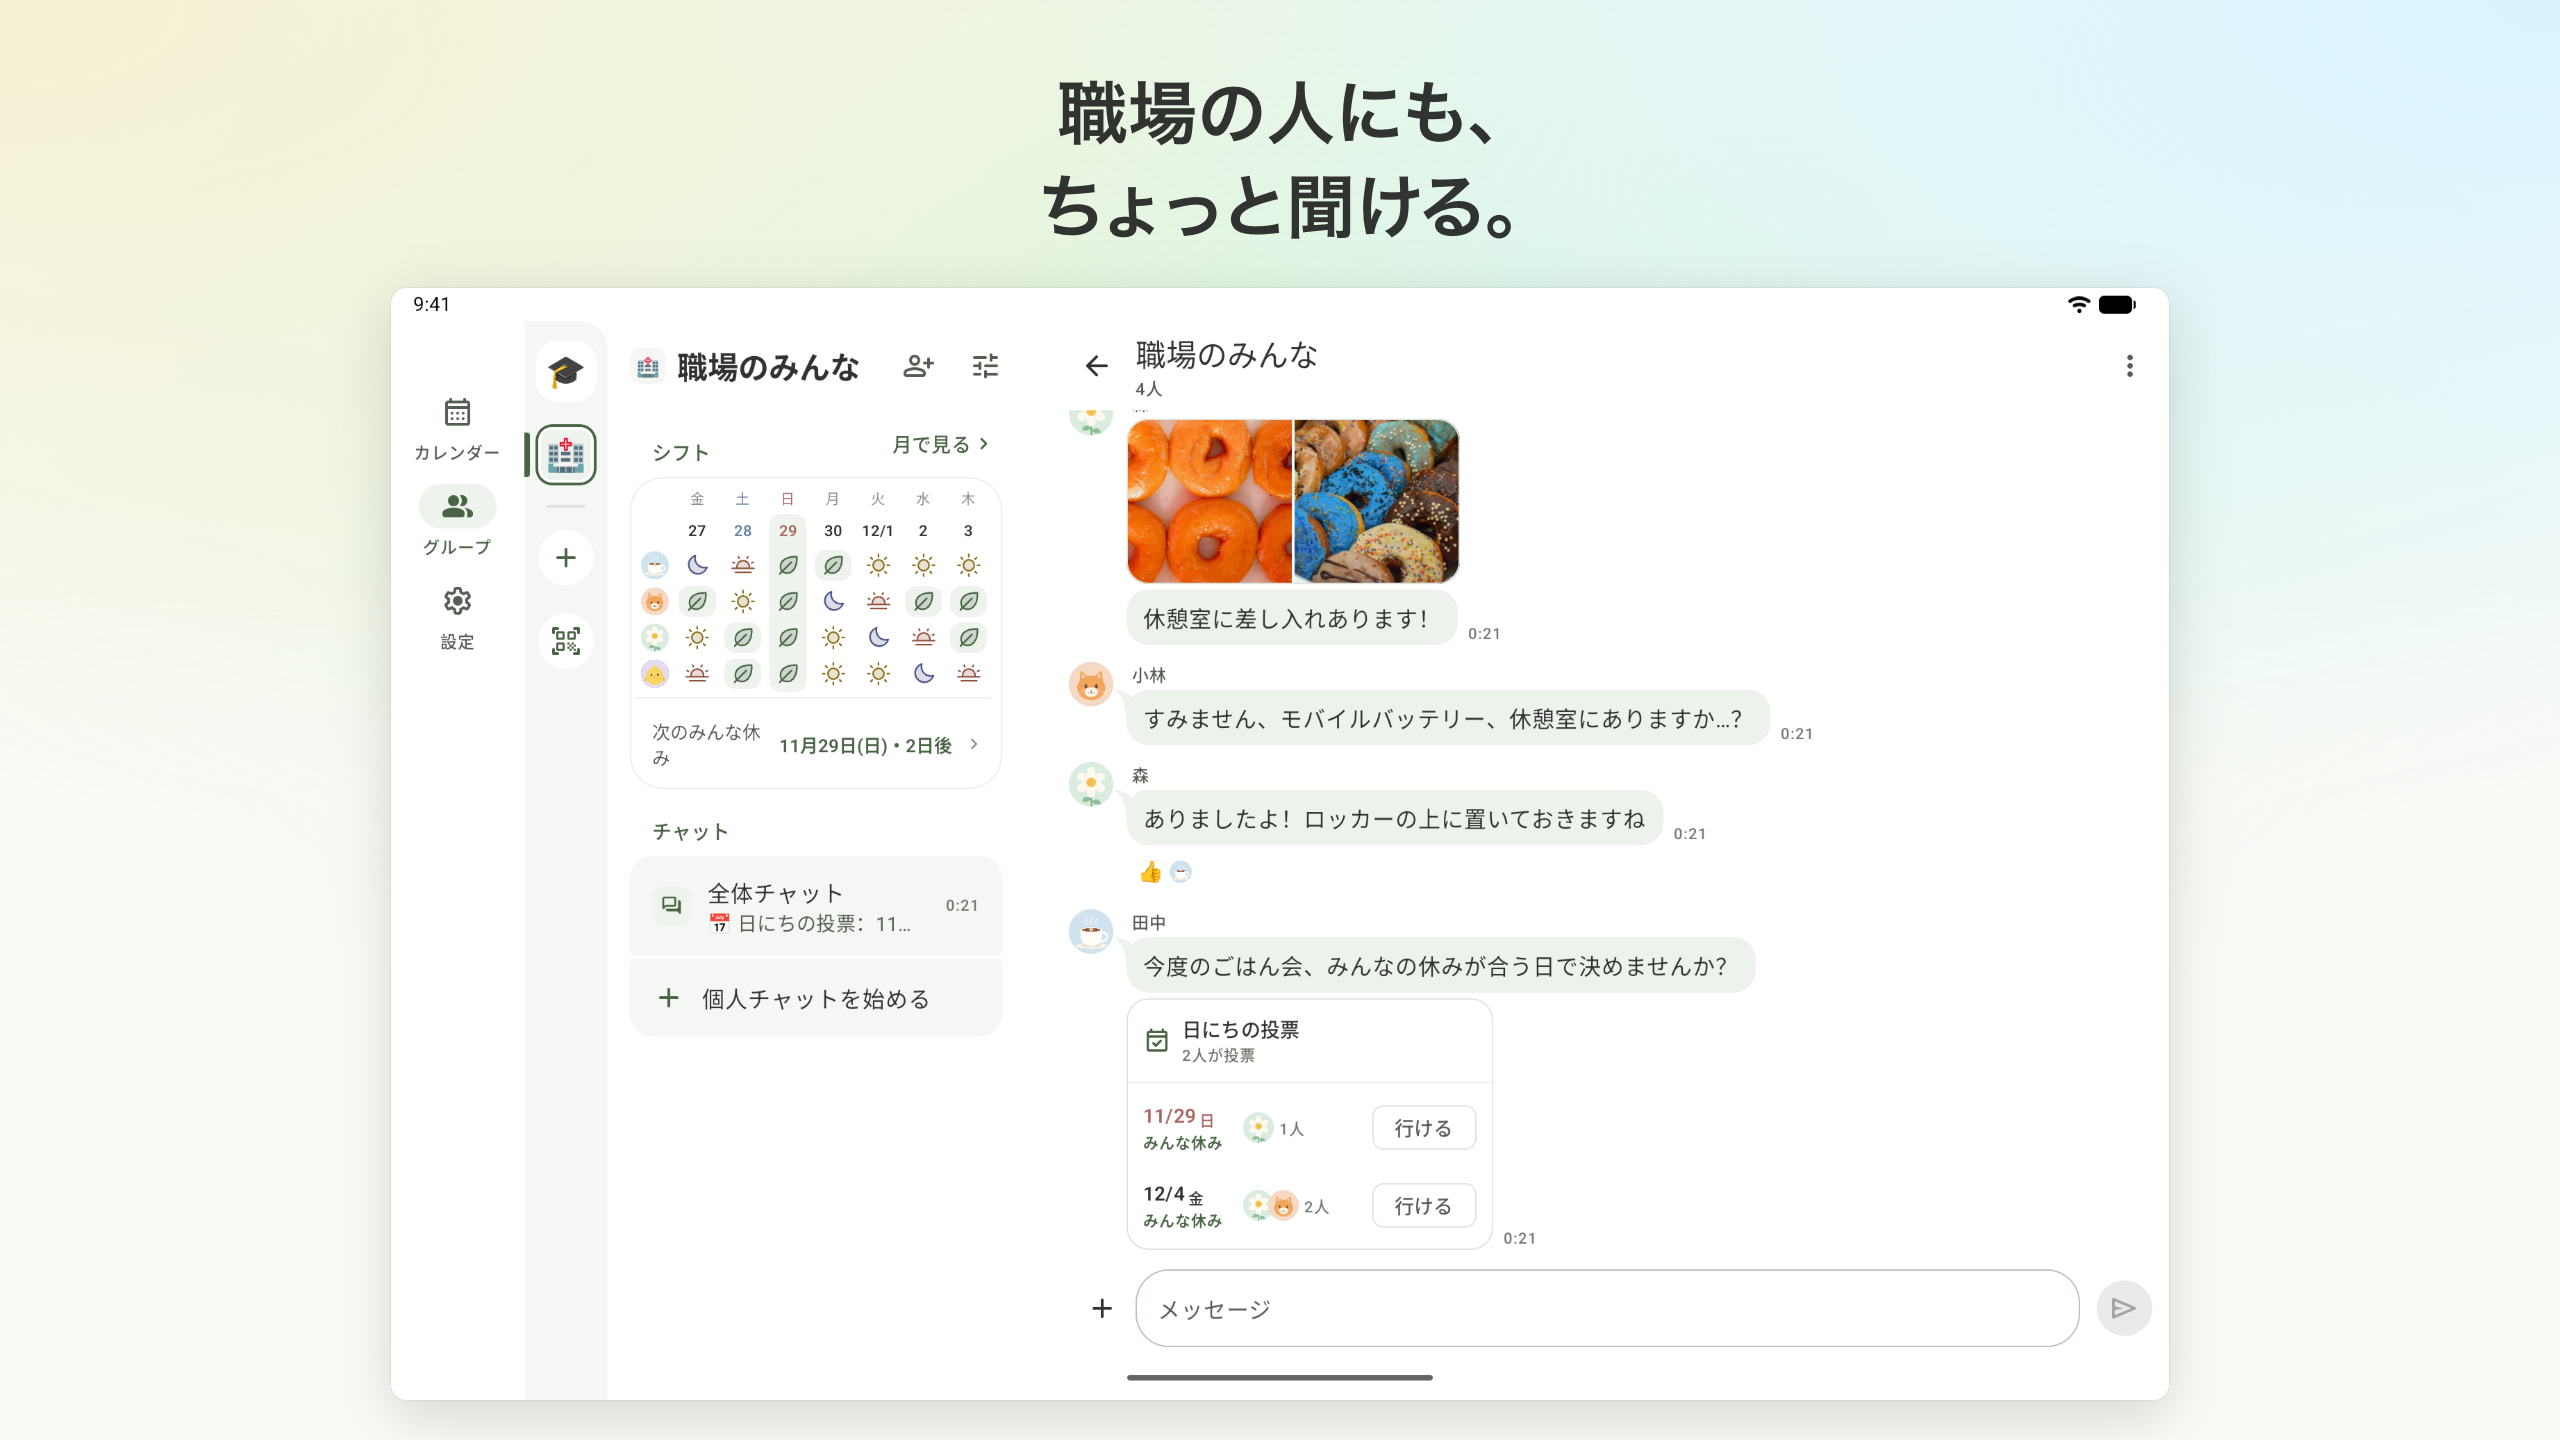 職場の人にも、
ちょっと聞ける。
9:41
カレンダー
グループ
設定
職場のみんな
シフト
月で見る
金 土 日 月 火 水 木
27 28 29 30 12/1 2 3
次のみんな休み
11月29日(日)・2日後
チャット
全体チャット
日にちの投票：11...
0:21
個人チャットを始める
職場のみんな
4人
休憩室に差し入れあります！
0:21
小林
すみません、モバイルバッテリー、休憩室にありますか...？
0:21
森
ありましたよ！ロッカーの上に置いておきますね
0:21
田中
今度のごはん会、みんなの休みが合う日で決めませんか？
日にちの投票
2人が投票
11/29 日
みんな休み
1人
行ける
12/4 金
みんな休み
2人
行ける
0:21
メッセージ